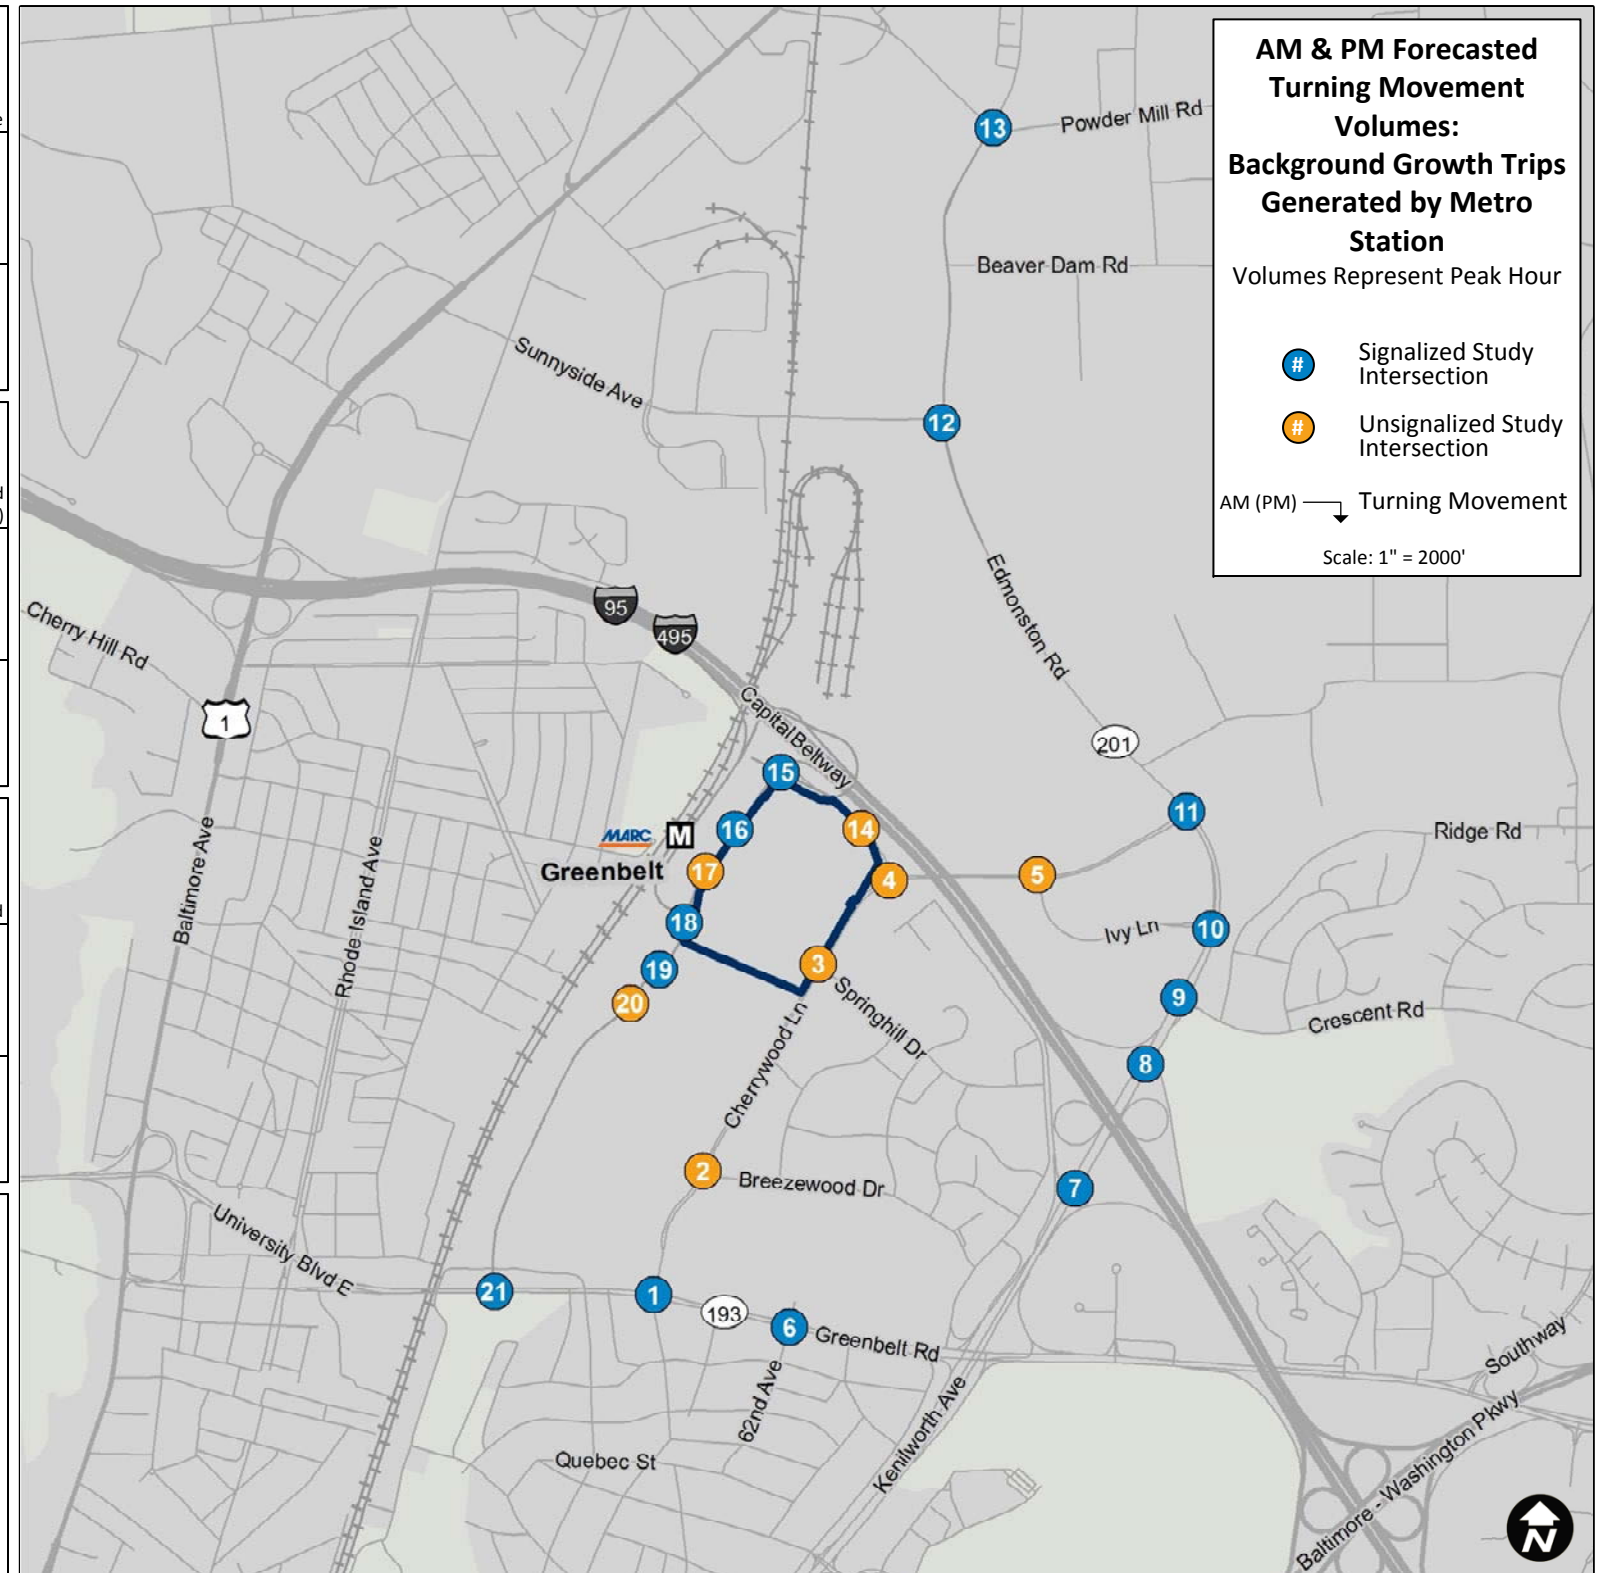 AM & PM Forecasted
Turning Movement
Volumes:
Background Growth Trips
Generated by Metro
Station
Volumes Represent Peak Hour
# Signalized Study
Intersection
# Unsignalized Study
Intersection
AM (PM) Turning Movement
Scale: 1" = 2000'
13
Powder Mill Rd
Beaver Dam Rd
Sunnyside Ave
12
Edmonston Rd
95
495
Cherry Hill Rd
1
Capital Beltway
201
15
16
14
11
Ridge Rd
MARC M
Greenbelt
17
4
5
Baltimore Ave
Rhode Island Ave
18
Ivy Ln
10
19
3
20
9
Springhill Dr
Crescent Rd
Cherrywood Ln
8
2
Breezewood Dr
7
University Blvd E
21
1
193
6
Greenbelt Rd
Southway
62nd Ave
Kenilworth Ave
Quebec St
Baltimore - Washington Pkwy
N